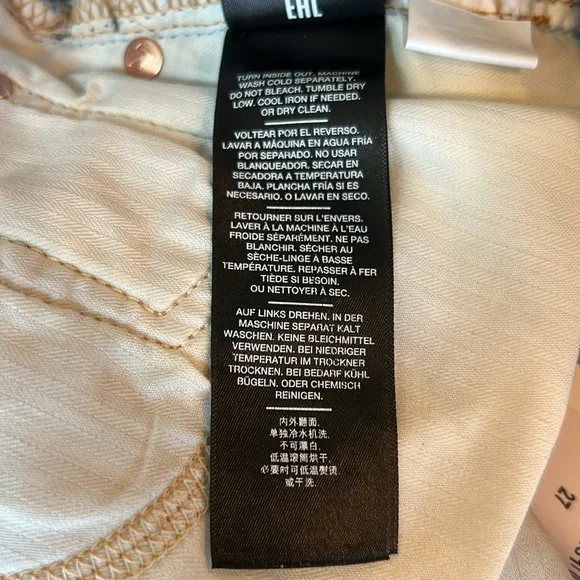 EAC
TURN INSIDE OUT. MACHINE
WASH COLD SEPARATELY.
DO NOT BLEACH. TUMBLE DRY
LOW. COOL IRON IF NEEDED.
OR DRY CLEAN.
VOLTEAR POR EL REVERSO.
LAVAR A MÁQUINA EN AGUA FRÍA
POR SEPARADO. NO USAR
BLANQUEADOR. SECAR EN
SECADORA A TEMPERATURA
BAJA. PLANCHA FRÍA SI ES
NECESARIO. O LAVAR EN SECO.
RETOURNER SUR L'ENVERS.
LAVER À LA MACHINE À L'EAU
FROIDE SÉPARÉMENT. NE PAS
BLANCHIR. SÉCHER AU
SÈCHE-LINGE À BASSE
TEMPÉRATURE. REPASSER À FER
TIÈDE SI BESOIN.
OU NETTOYER À SEC.
AUF LINKS DREHEN. IN DER
MASCHINE SEPARAT KALT
WASCHEN. KEINE BLEICHMITTEL
VERWENDEN. BEI NIEDRIGER
TEMPERATUR IM TROCKNER
TROCKNEN. BEI BEDARF KÜHL
BÜGELN. ODER CHEMISCH
REINIGEN.
内外翻面.
单独冷水机洗.
不可漂白.
低温滚筒烘干.
必要时可低温熨烫
或干洗.
27